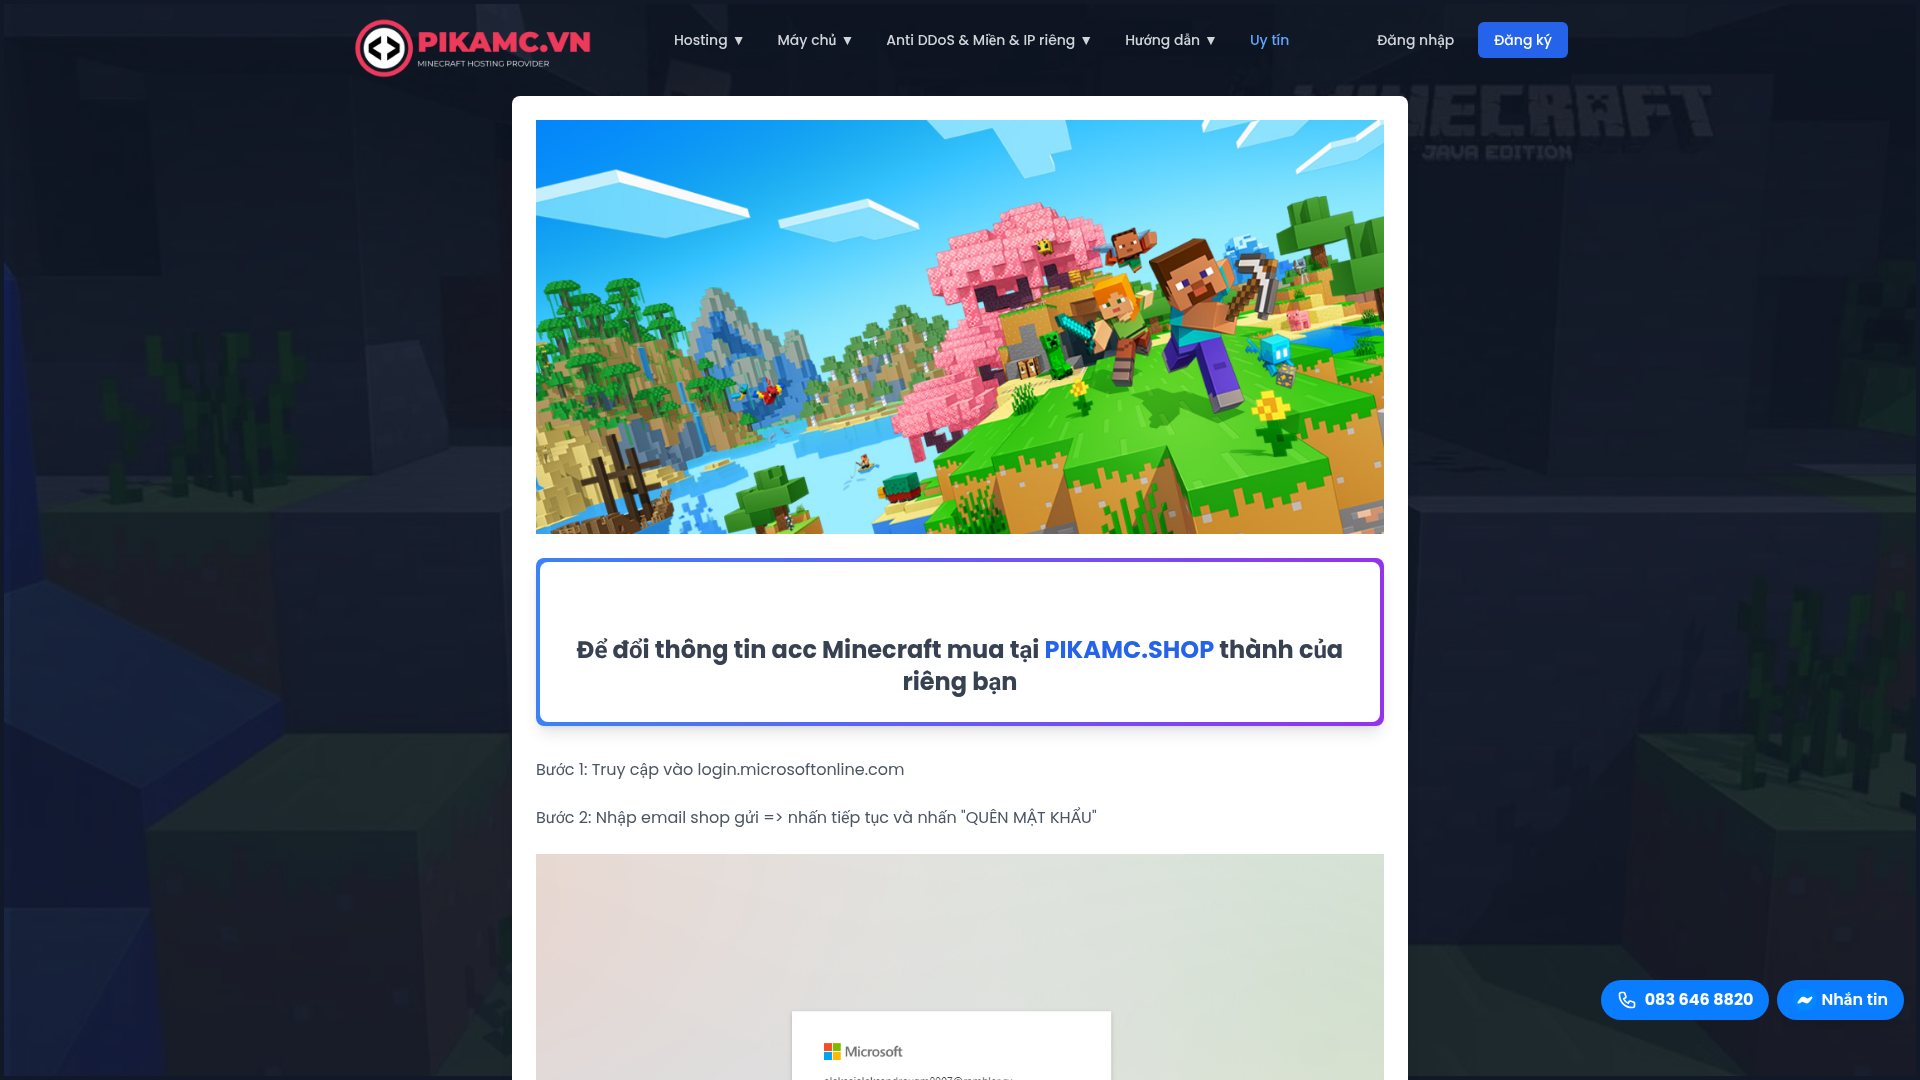 PIKAMC.VN
MINECRAFT HOSTING PROVIDER
Hosting ▼
Máy chủ ▼
Anti DDoS & Miền & IP riêng ▼
Hướng dẫn ▼
Uy tín
Đăng nhập
Đăng ký
MINECRAFT
JAVA EDITION
Để đổi thông tin acc Minecraft mua tại PIKAMC.SHOP thành của
riêng bạn
Bước 1: Truy cập vào login.microsoftonline.com
Bước 2: Nhập email shop gửi => nhấn tiếp tục và nhấn "QUÊN MẬT KHẨU"
Microsoft
083 646 8820
Nhắn tin